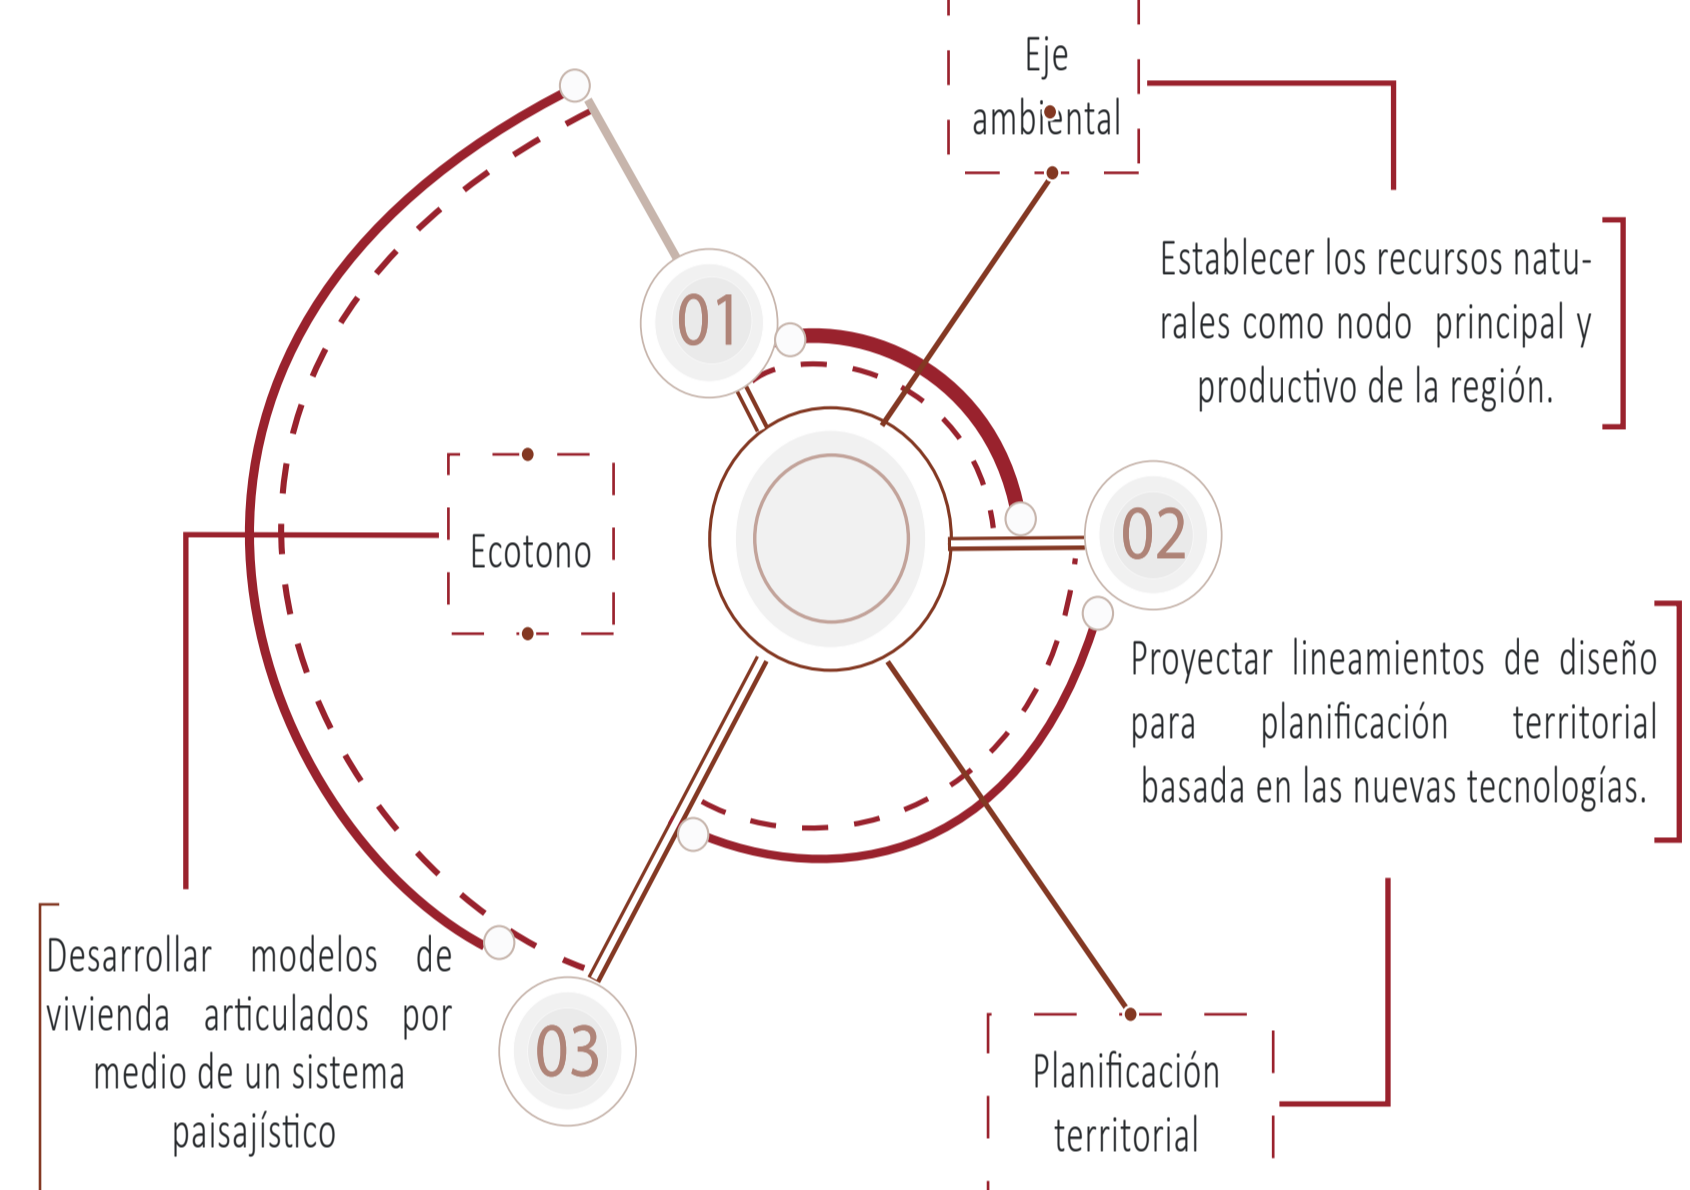 Eje
ambiental
Establecer los recursos natu-
rales como nodo principal y
productivo de la región.
01
02
Ecotono
Proyectar lineamientos de diseño
para planificación territorial
basada en las nuevas tecnologías.
Desarrollar modelos de
vivienda articulados por
medio de un sistema
paisajístico
03
Planificación
territorial